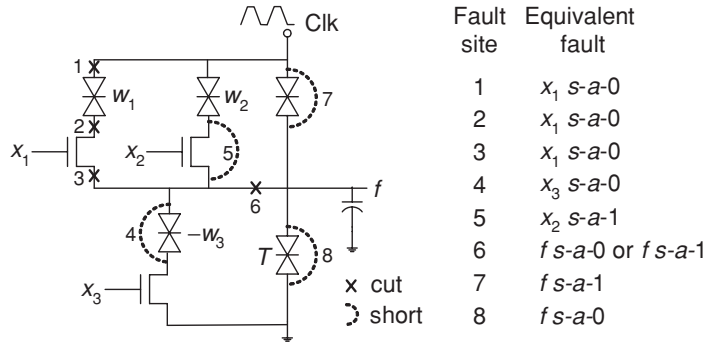 Clk
1
w₁
w₂
7
2
x₁
x₂
5
3
6
f
4
–w₃
T
8
x₃
× cut
short
Fault site Equivalent fault
1 x₁ s-a-0
2 x₁ s-a-0
3 x₁ s-a-0
4 x₃ s-a-0
5 x₂ s-a-1
6 f s-a-0 or f s-a-1
7 f s-a-1
8 f s-a-0